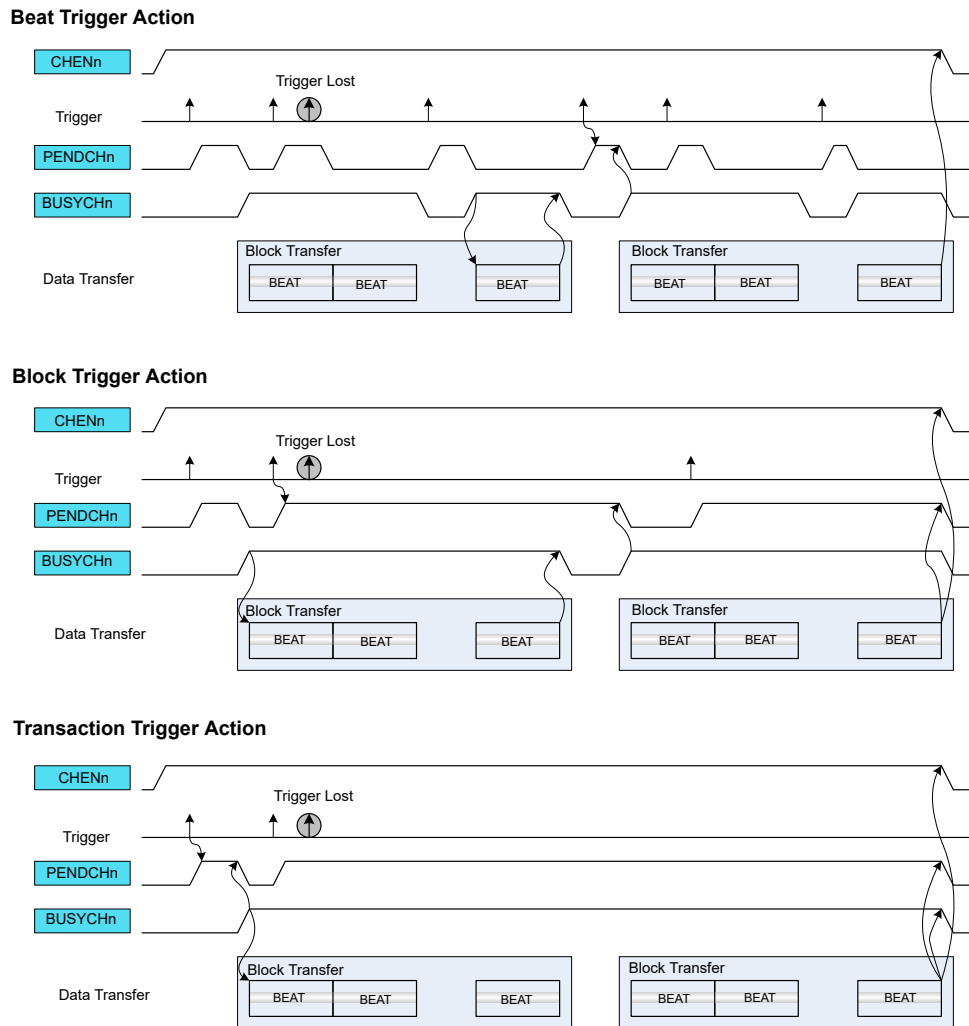 Beat Trigger Action
CHENn
Trigger Lost
Trigger
PENDCHn
BUSYCHn
Block Transfer
Block Transfer
Data Transfer
BEAT
BEAT
BEAT
BEAT
BEAT
BEAT
Block Trigger Action
CHENn
Trigger Lost
Trigger
PENDCHn
BUSYCHn
Block Transfer
Block Transfer
Data Transfer
BEAT
BEAT
BEAT
BEAT
BEAT
BEAT
Transaction Trigger Action
CHENn
Trigger Lost
Trigger
PENDCHn
BUSYCHn
Block Transfer
Block Transfer
Data Transfer
BEAT
BEAT
BEAT
BEAT
BEAT
BEAT